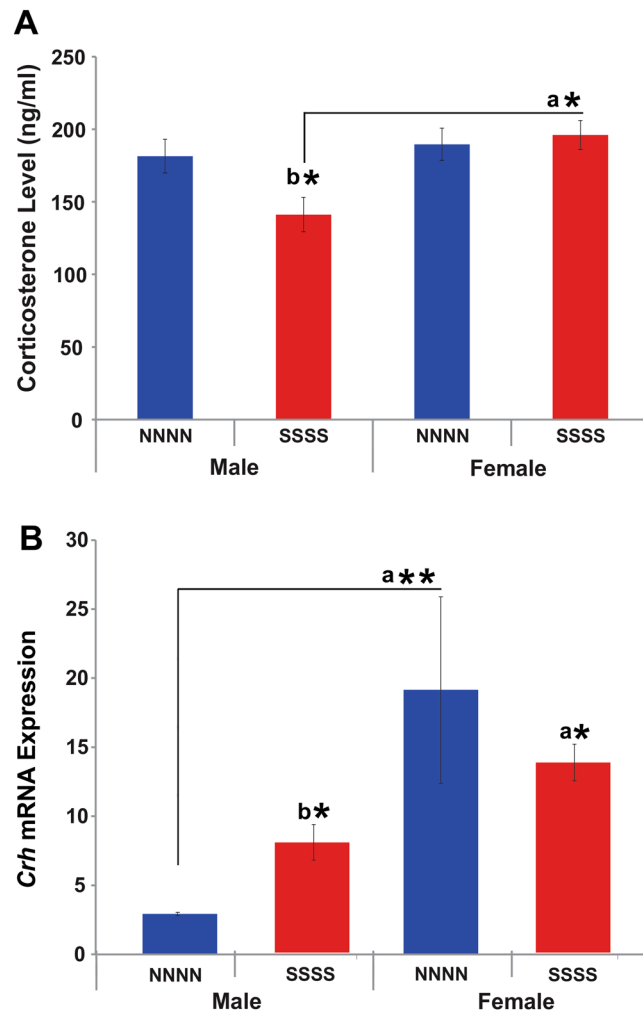 A
Corticosterone Level (ng/ml)
250
200
150
100
50
0
b*
a*
NNNN SSSS NNNN SSSS
Male Female
B
Crh mRNA Expression
30
25
20
15
10
5
0
a**
b*
a*
NNNN SSSS NNNN SSSS
Male Female